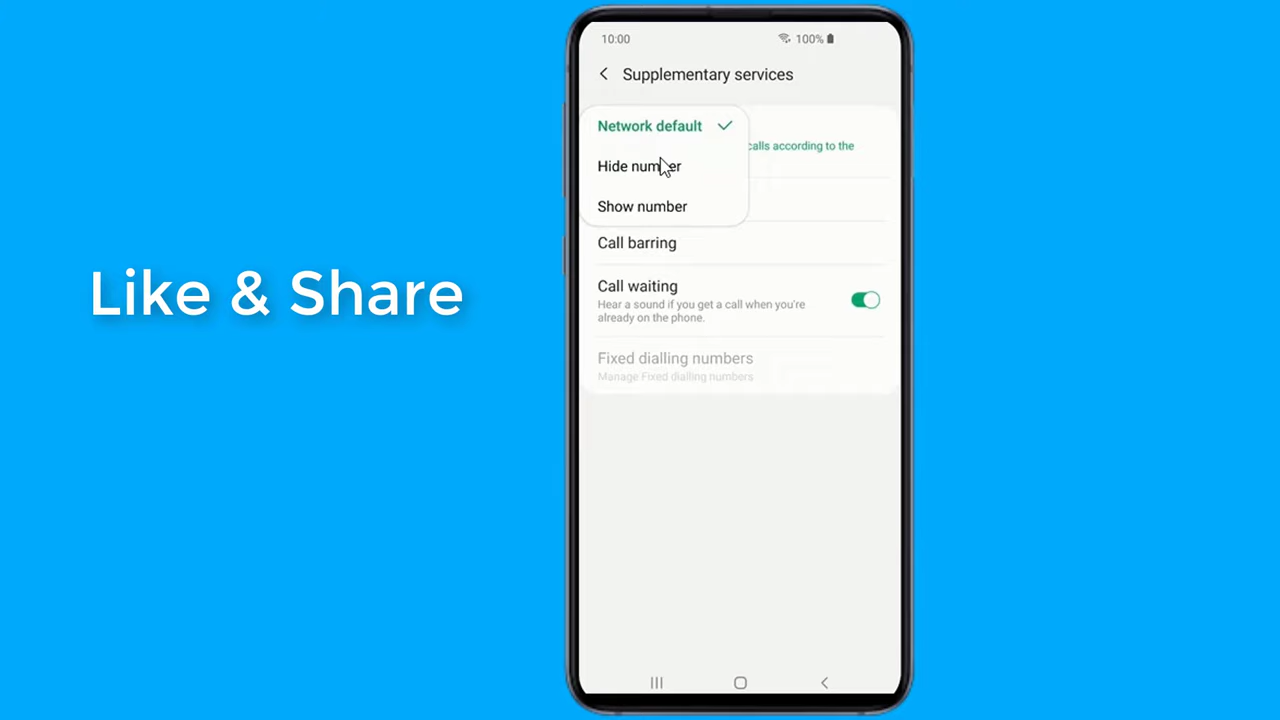 10:00
100%
Supplementary services
Network default
calls according to the
Hide number
Show number
Call barring
Call waiting
Hear a sound if you get a call when you're
already on the phone.
Fixed dialling numbers
Manage Fixed dialling numbers
Like & Share